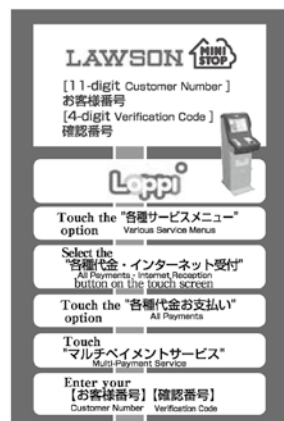 LAWSON MINI STOP
[11-digit Customer Number ]
お客様番号
[4-digit Verification Code ]
確認番号
Loppi
Touch the "各種サービスメニュー"
option Various Service Menus
Select the
"各種代金・インターネット受付"
All Payments・Internet Reception
button on the touch screen
Touch the "各種代金お支払い"
option All Payments
Touch
"マルチペイメントサービス"
Multi-Payment Service
Enter your
【お客様番号】【確認番号】
Customer Number Verification Code